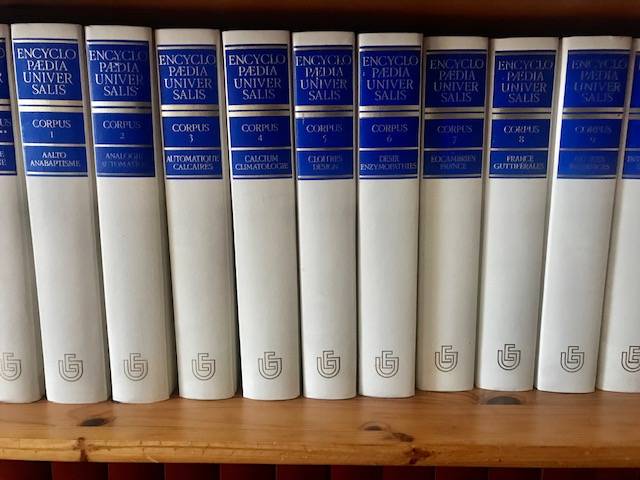 ENCYCLO
PÆDIA
UNIVER
SALIS
CORPUS
1
AALTO
ANABAPTISME
ENCYCLO
PÆDIA
UNIVER
SALIS
CORPUS
2
ANALOGIE
AUTOMATION
ENCYCLO
PÆDIA
UNIVER
SALIS
CORPUS
3
AUTOMATIQUE
CALCAIRES
ENCYCLO
PÆDIA
UNIVER
SALIS
CORPUS
4
CALCIUM
CLIMATOLOGIE
ENCYCLO
PÆDIA
UNIVER
SALIS
CORPUS
5
CLOÎTRES
DESIGN
ENCYCLO
PÆDIA
UNIVER
SALIS
CORPUS
6
DESIR
ENZYMOPATHIES
ENCYCLO
PÆDIA
UNIVER
SALIS
CORPUS
7
EOCAMBRIEN
FRANCE
ENCYCLO
PÆDIA
UNIVER
SALIS
CORPUS
8
FRANCE
GUTTIFÉRALES
ENCYCLO
PÆDIA
UNIVER
SALIS
CORPUS
9